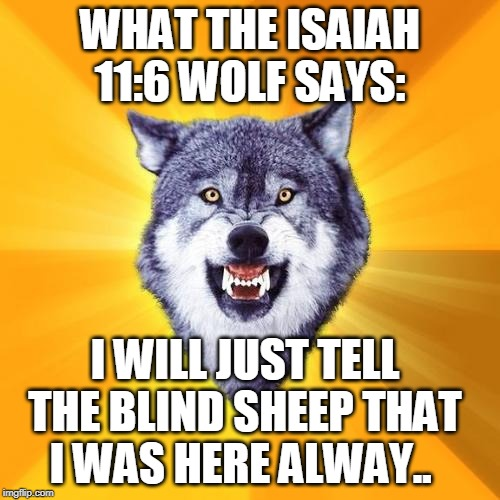 WHAT THE ISAIAH
11:6 WOLF SAYS:
I WILL JUST TELL
THE BLIND SHEEP THAT
I WAS HERE ALWAY..
imgflip.com